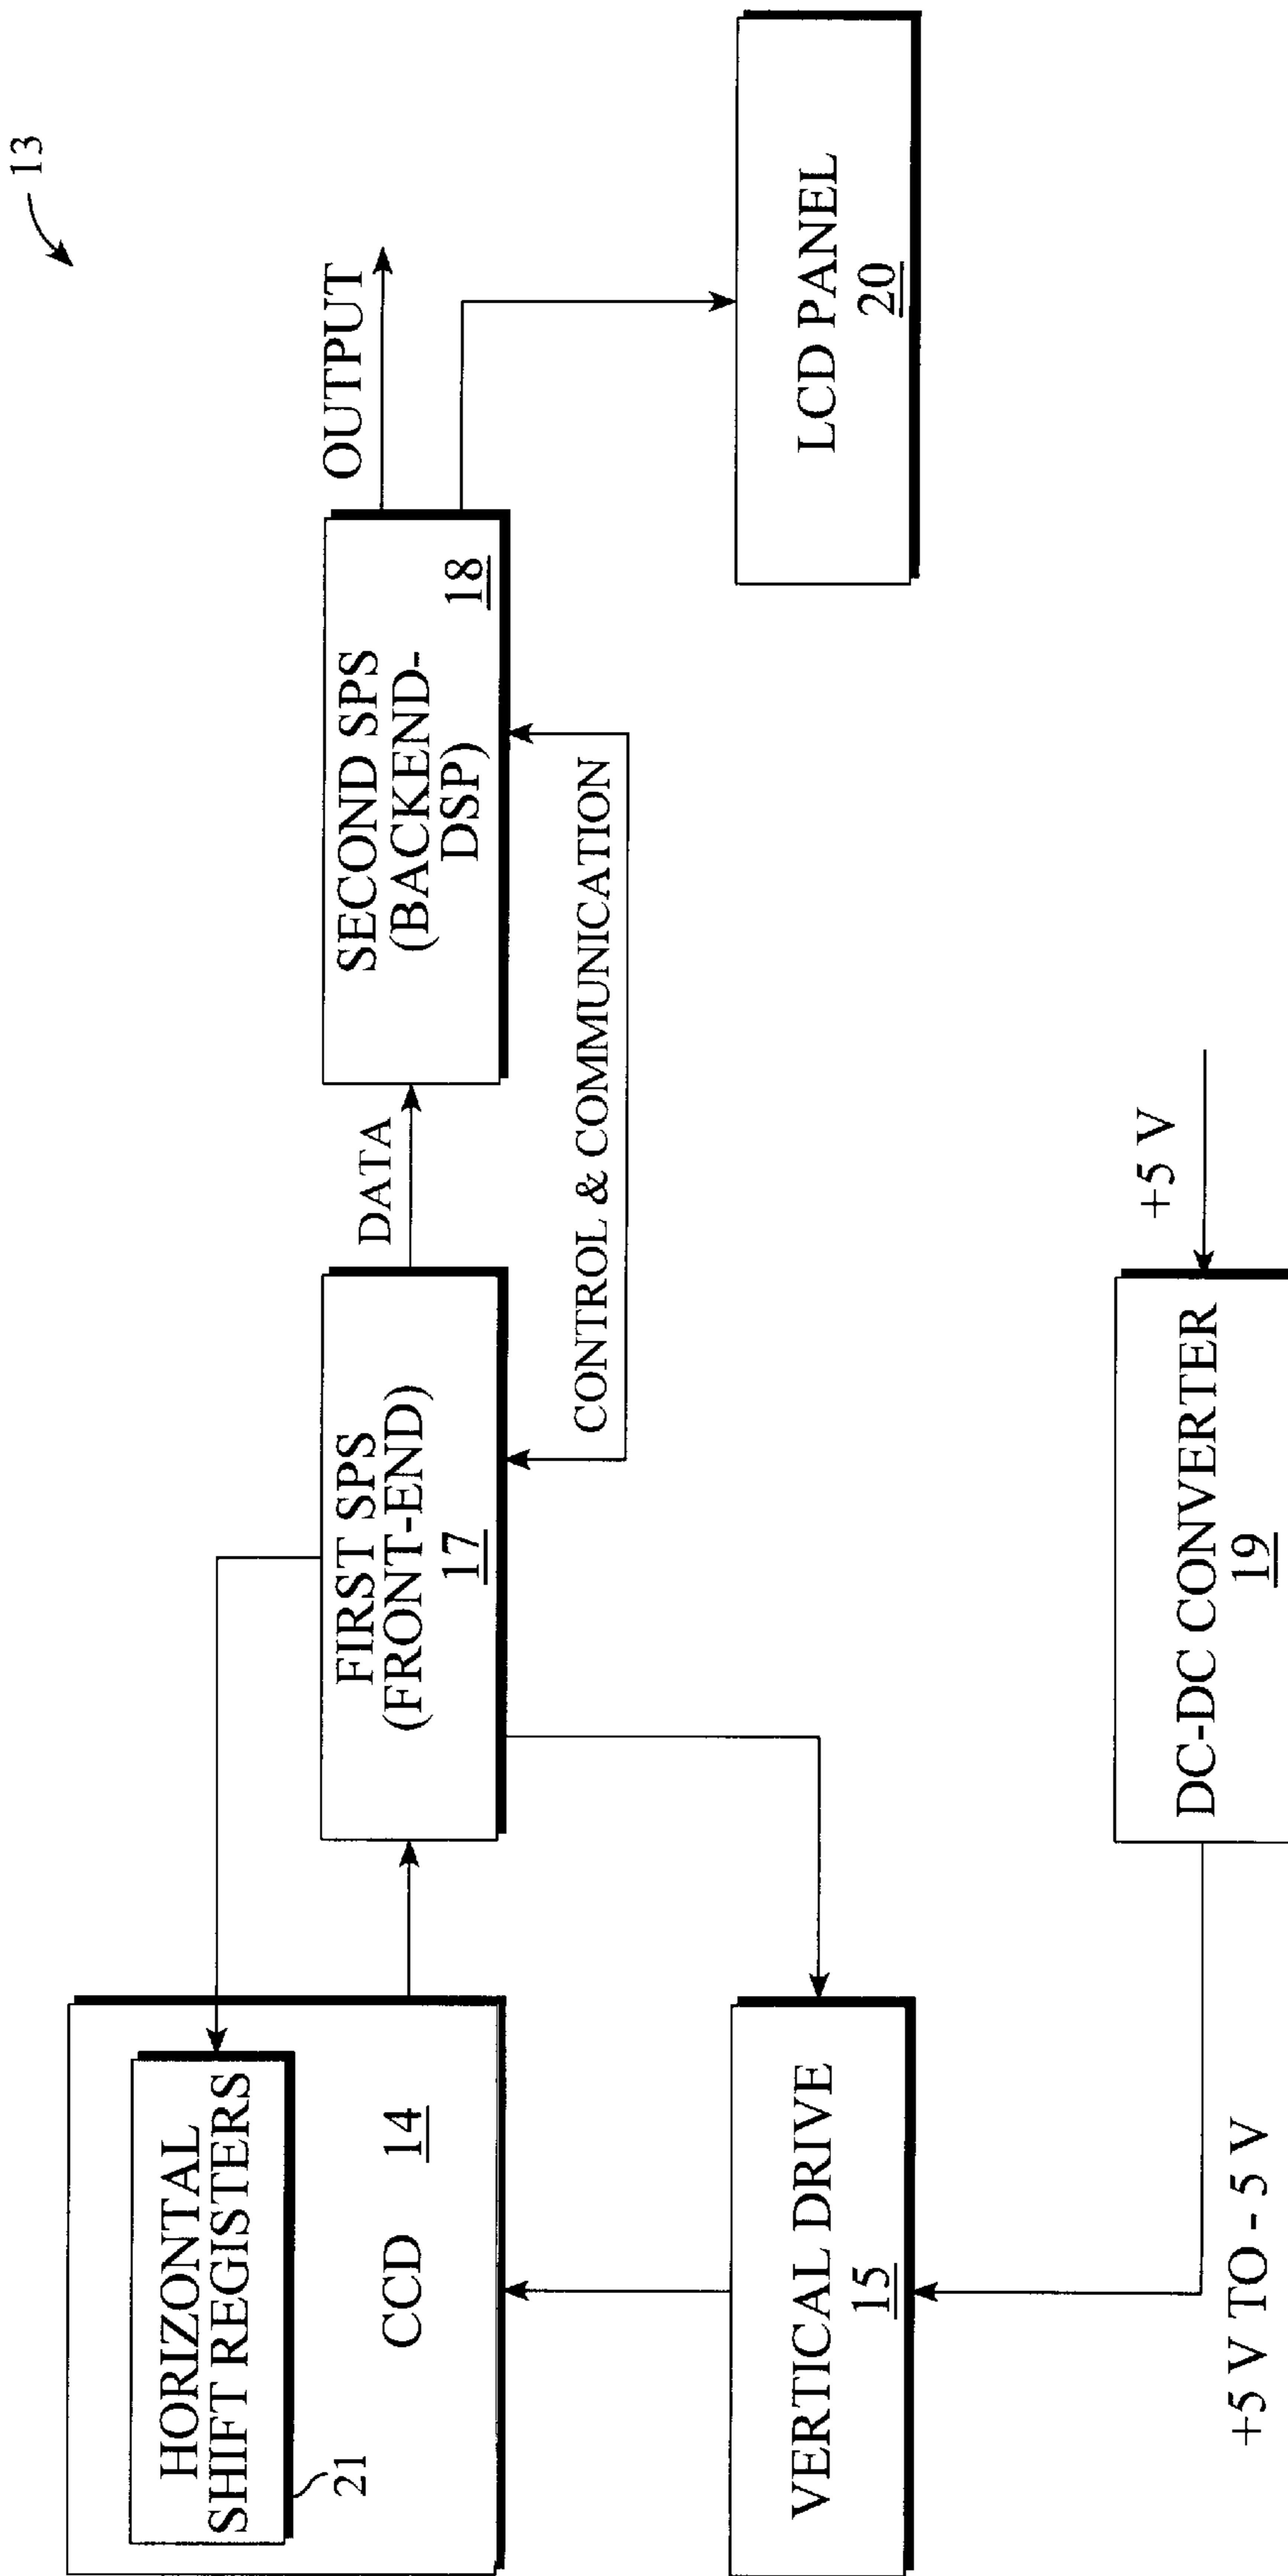 13
HORIZONTAL
SHIFT REGISTERS
21
CCD
14
FIRST SPS
(FRONT-END)
17
DATA
SECOND SPS
(BACKEND-
DSP)
18
OUTPUT
CONTROL & COMMUNICATION
VERTICAL DRIVE
15
LCD PANEL
20
DC-DC CONVERTER
19
+5 V
+5 V TO - 5 V